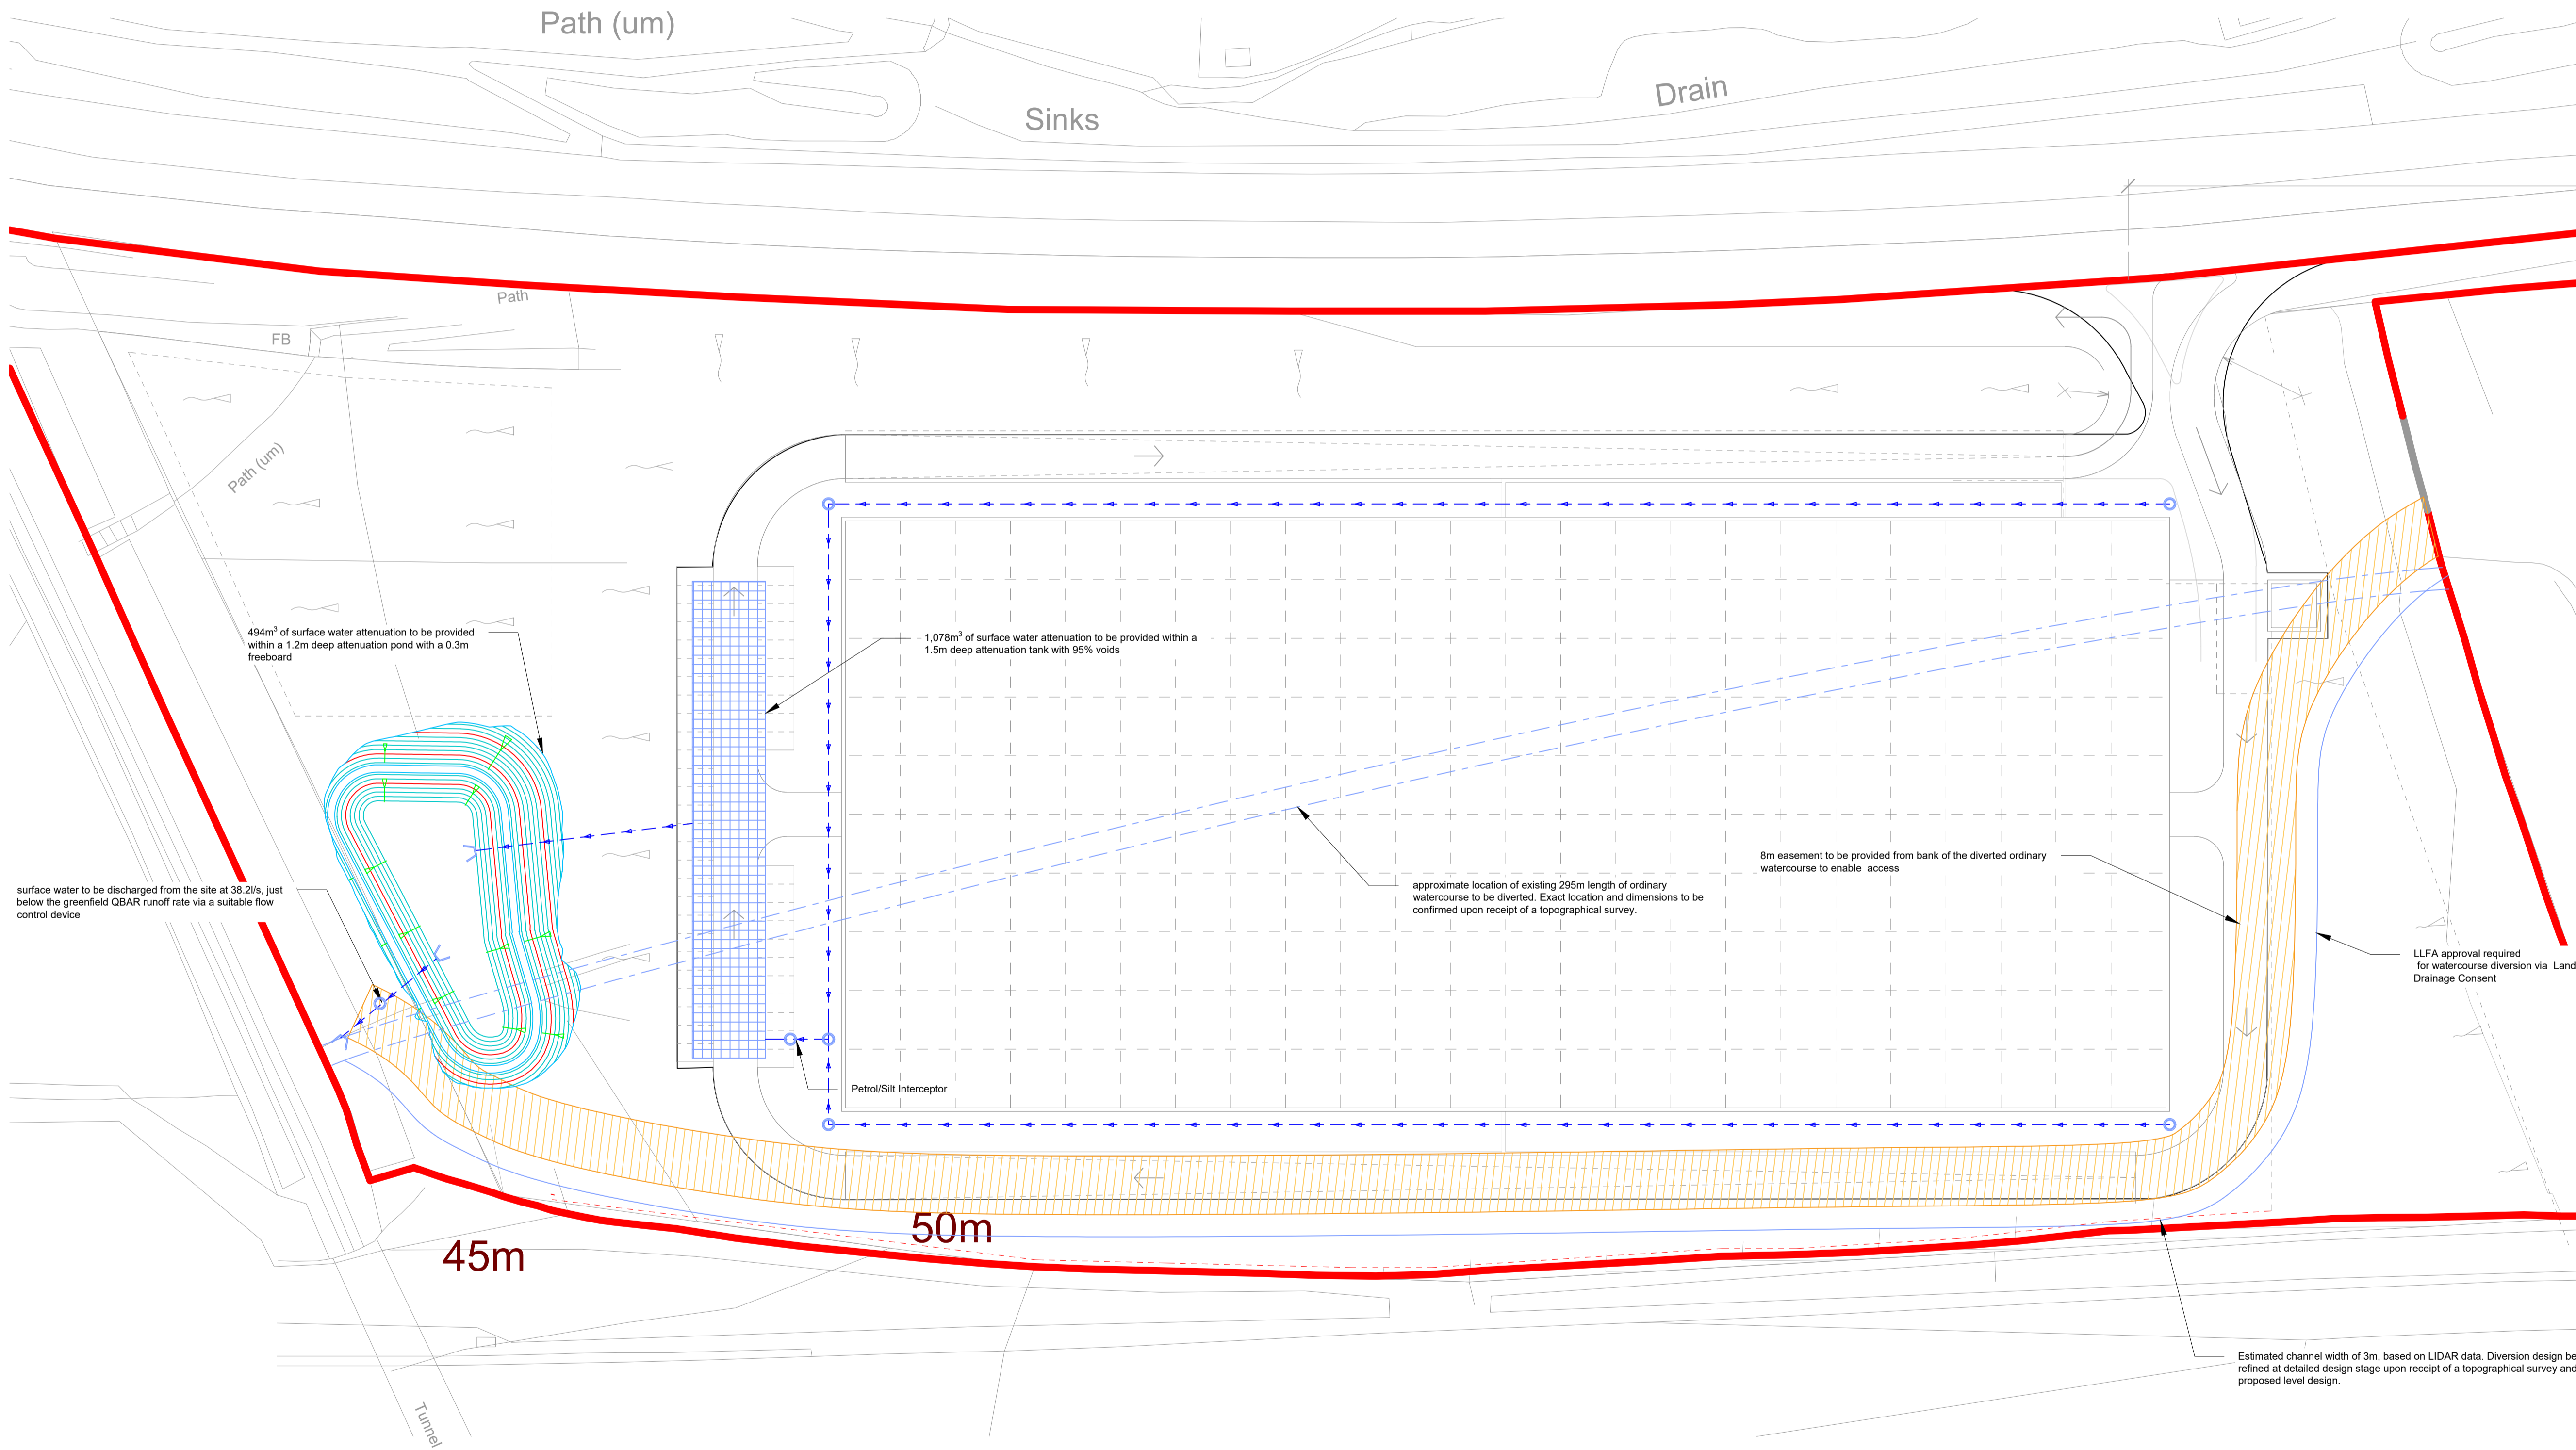 Path (um)
Drain
Sinks
Path
FB
Path (um)
494m³ of surface water attenuation to be provided
within a 1.2m deep attenuation pond with a 0.3m
freeboard
1,078m³ of surface water attenuation to be provided within a
1.5m deep attenuation tank with 95% voids
8m easement to be provided from bank of the diverted ordinary
watercourse to enable access
surface water to be discharged from the site at 38.2l/s, just
below the greenfield QBAR runoff rate via a suitable flow
control device
approximate location of existing 295m length of ordinary
watercourse to be diverted. Exact location and dimensions to be
confirmed upon receipt of a topographical survey.
LLFA approval required
for watercourse diversion via Land
Drainage Consent
Petrol/Silt Interceptor
50m
45m
Estimated channel width of 3m, based on LIDAR data. Diversion design be
refined at detailed design stage upon receipt of a topographical survey and
proposed level design.
Tunnel